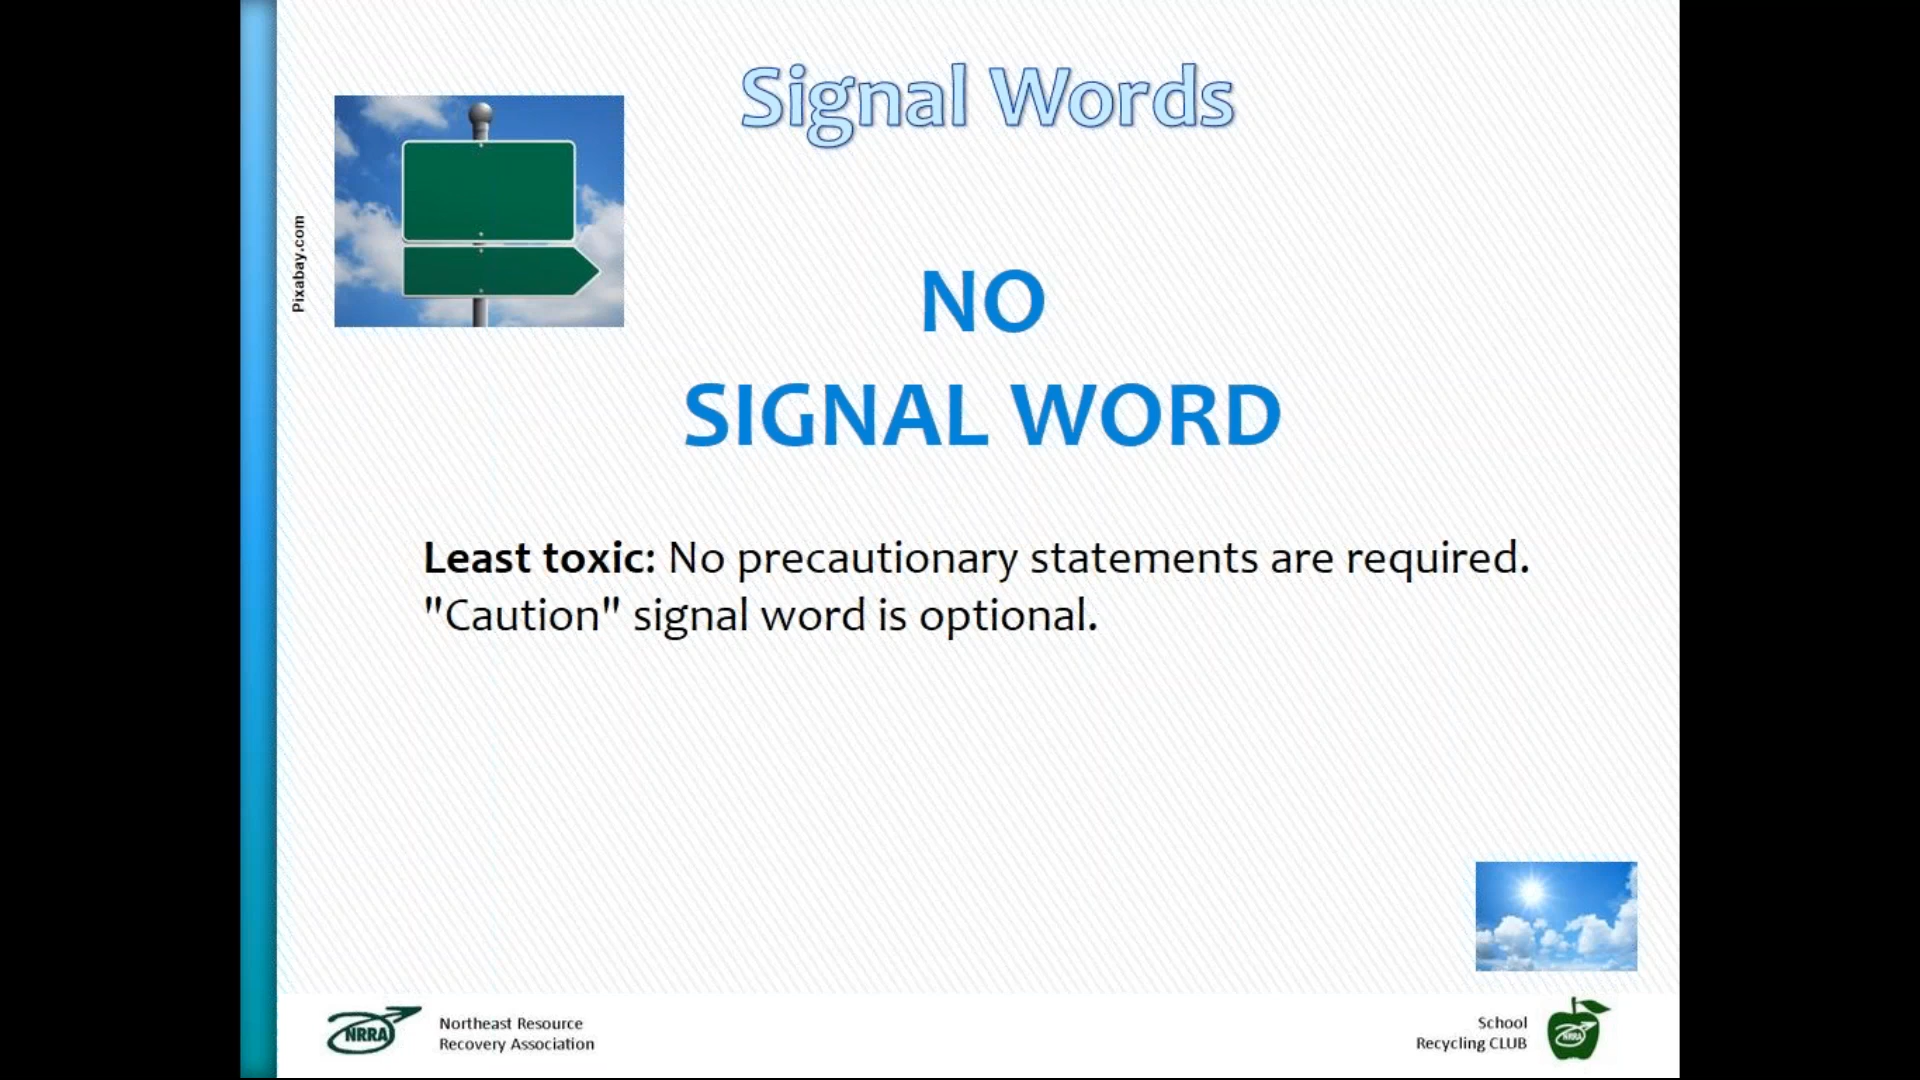 Signal Words
Pixabay.com
NO
SIGNAL WORD
Least toxic: No precautionary statements are required.
"Caution" signal word is optional.
NRRA
Northeast Resource
Recovery Association
School
Recycling CLUB
NRRA